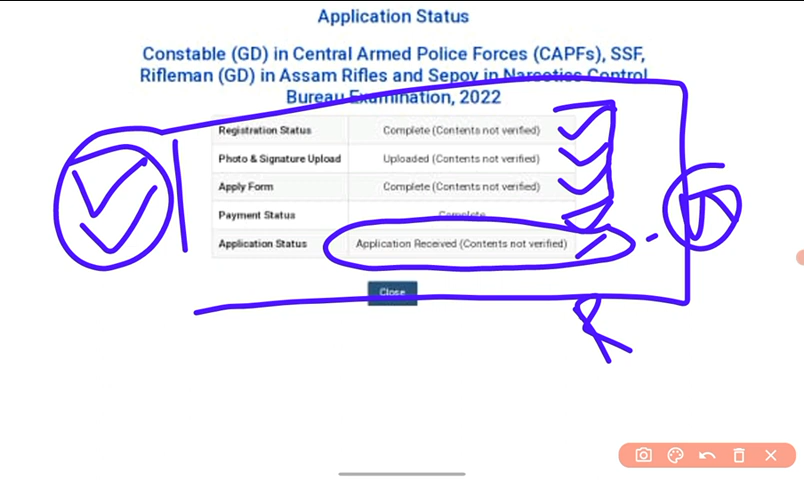 Application Status
Constable (GD) in Central Armed Police Forces (CAPFs), SSF,
Rifleman (GD) in Assam Rifles and Sepoy in Narcotics Control
Bureau Examination, 2022
Registration Status Complete (Contents not verified)
Photo & Signature Upload Uploaded (Contents not verified)
Apply Form Complete (Contents not verified)
Payment Status Complete
Application Status Application Received (Contents not verified)
Close